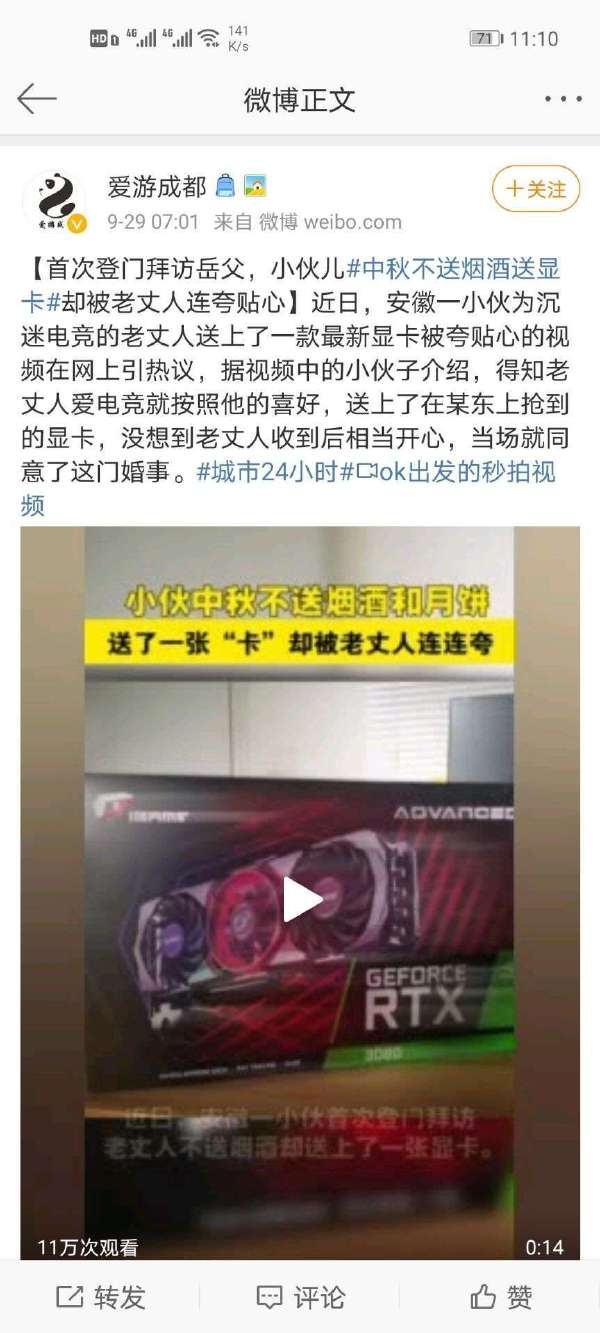 HD 1 4G 4G 141 K/s 71 11:10
微博正文
爱游成都
+关注
9-29 07:01 来自 微博 weibo.com
【首次登门拜访岳父，小伙儿#中秋不送烟酒送显
卡#却被老丈人连夸贴心】近日，安徽一小伙为沉
迷电竞的老丈人送上了一款最新显卡被夸贴心的视
频在网上引热议，据视频中的小伙子介绍，得知老
丈人爱电竞就按照他的喜好，送上了在某东上抢到
的显卡，没想到老丈人收到后相当开心，当场就同
意了这门婚事。#城市24小时#ok出发的秒拍视
频
小伙中秋不送烟酒和月饼
送了一张“卡”却被老丈人连连夸
ADVANCED
GEFORCE
RTX
3080
近日，安徽一小伙首次登门拜访
老丈人不送烟酒却送上了一张显卡。
11万次观看 0:14
转发 评论 赞